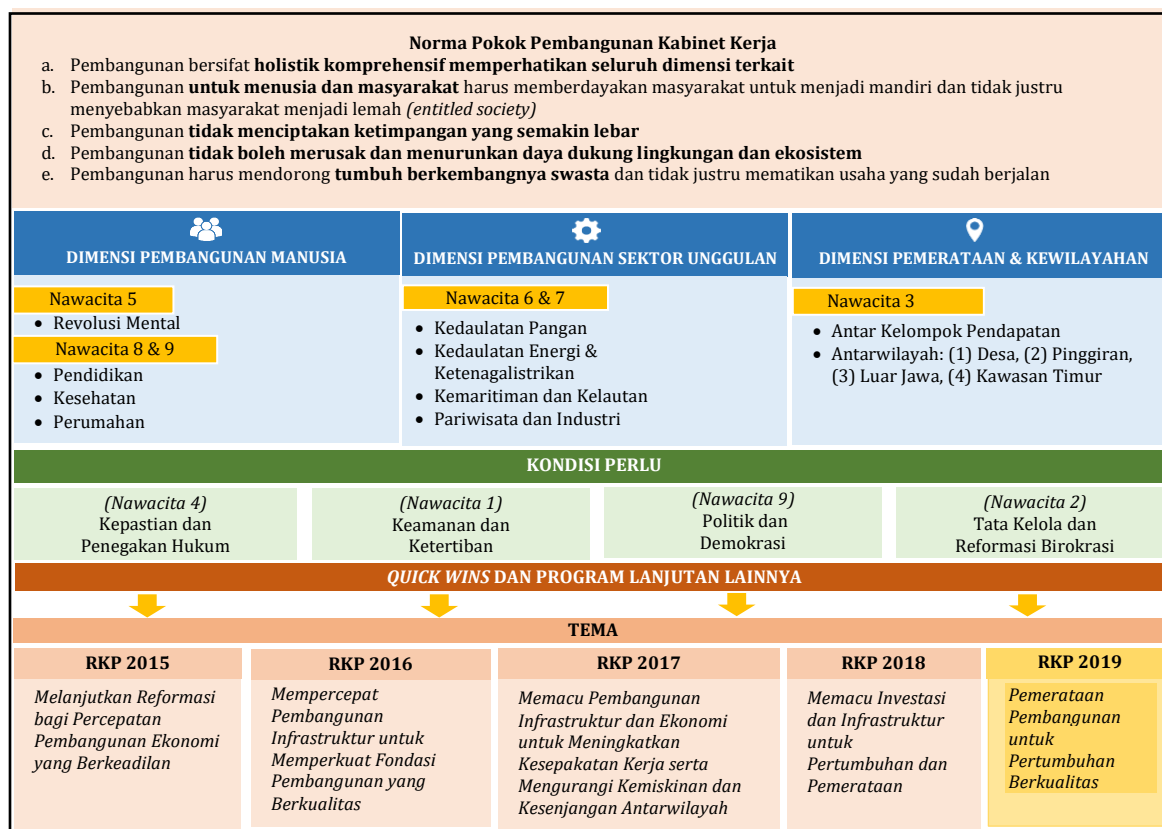 Norma Pokok Pembangunan Kabinet Kerja
a. Pembangunan bersifat holistik komprehensif memperhatikan seluruh dimensi terkait
b. Pembangunan untuk menusia dan masyarakat harus memberdayakan masyarakat untuk menjadi mandiri dan tidak justru
menyebabkan masyarakat menjadi lemah (entitled society)
c. Pembangunan tidak menciptakan ketimpangan yang semakin lebar
d. Pembangunan tidak boleh merusak dan menurunkan daya dukung lingkungan dan ekosistem
e. Pembangunan harus mendorong tumbuh berkembangnya swasta dan tidak justru mematikan usaha yang sudah berjalan
DIMENSI PEMBANGUNAN MANUSIA
Nawacita 5
• Revolusi Mental
Nawacita 8 & 9
• Pendidikan
• Kesehatan
• Perumahan
DIMENSI PEMBANGUNAN SEKTOR UNGGULAN
Nawacita 6 & 7
• Kedaulatan Pangan
• Kedaulatan Energi &
Ketenagalistrikan
• Kemaritiman dan Kelautan
• Pariwisata dan Industri
DIMENSI PEMERATAAN & KEWILAYAHAN
Nawacita 3
• Antar Kelompok Pendapatan
• Antarwilayah: (1) Desa, (2) Pinggiran,
(3) Luar Jawa, (4) Kawasan Timur
KONDISI PERLU
(Nawacita 4)
Kepastian dan
Penegakan Hukum
(Nawacita 1)
Keamanan dan
Ketertiban
(Nawacita 9)
Politik dan
Demokrasi
(Nawacita 2)
Tata Kelola dan
Reformasi Birokrasi
QUICK WINS DAN PROGRAM LANJUTAN LAINNYA
TEMA
RKP 2015
Melanjutkan Reformasi
bagi Percepatan
Pembangunan Ekonomi
yang Berkeadilan
RKP 2016
Mempercepat
Pembangunan
Infrastruktur untuk
Memperkuat Fondasi
Pembangunan yang
Berkualitas
RKP 2017
Memacu Pembangunan
Infrastruktur dan Ekonomi
untuk Meningkatkan
Kesepakatan Kerja serta
Mengurangi Kemiskinan dan
Kesenjangan Antarwilayah
RKP 2018
Memacu Investasi
dan Infrastruktur
untuk
Pertumbuhan dan
Pemerataan
RKP 2019
Pemerataan
Pembangunan
untuk
Pertumbuhan
Berkualitas